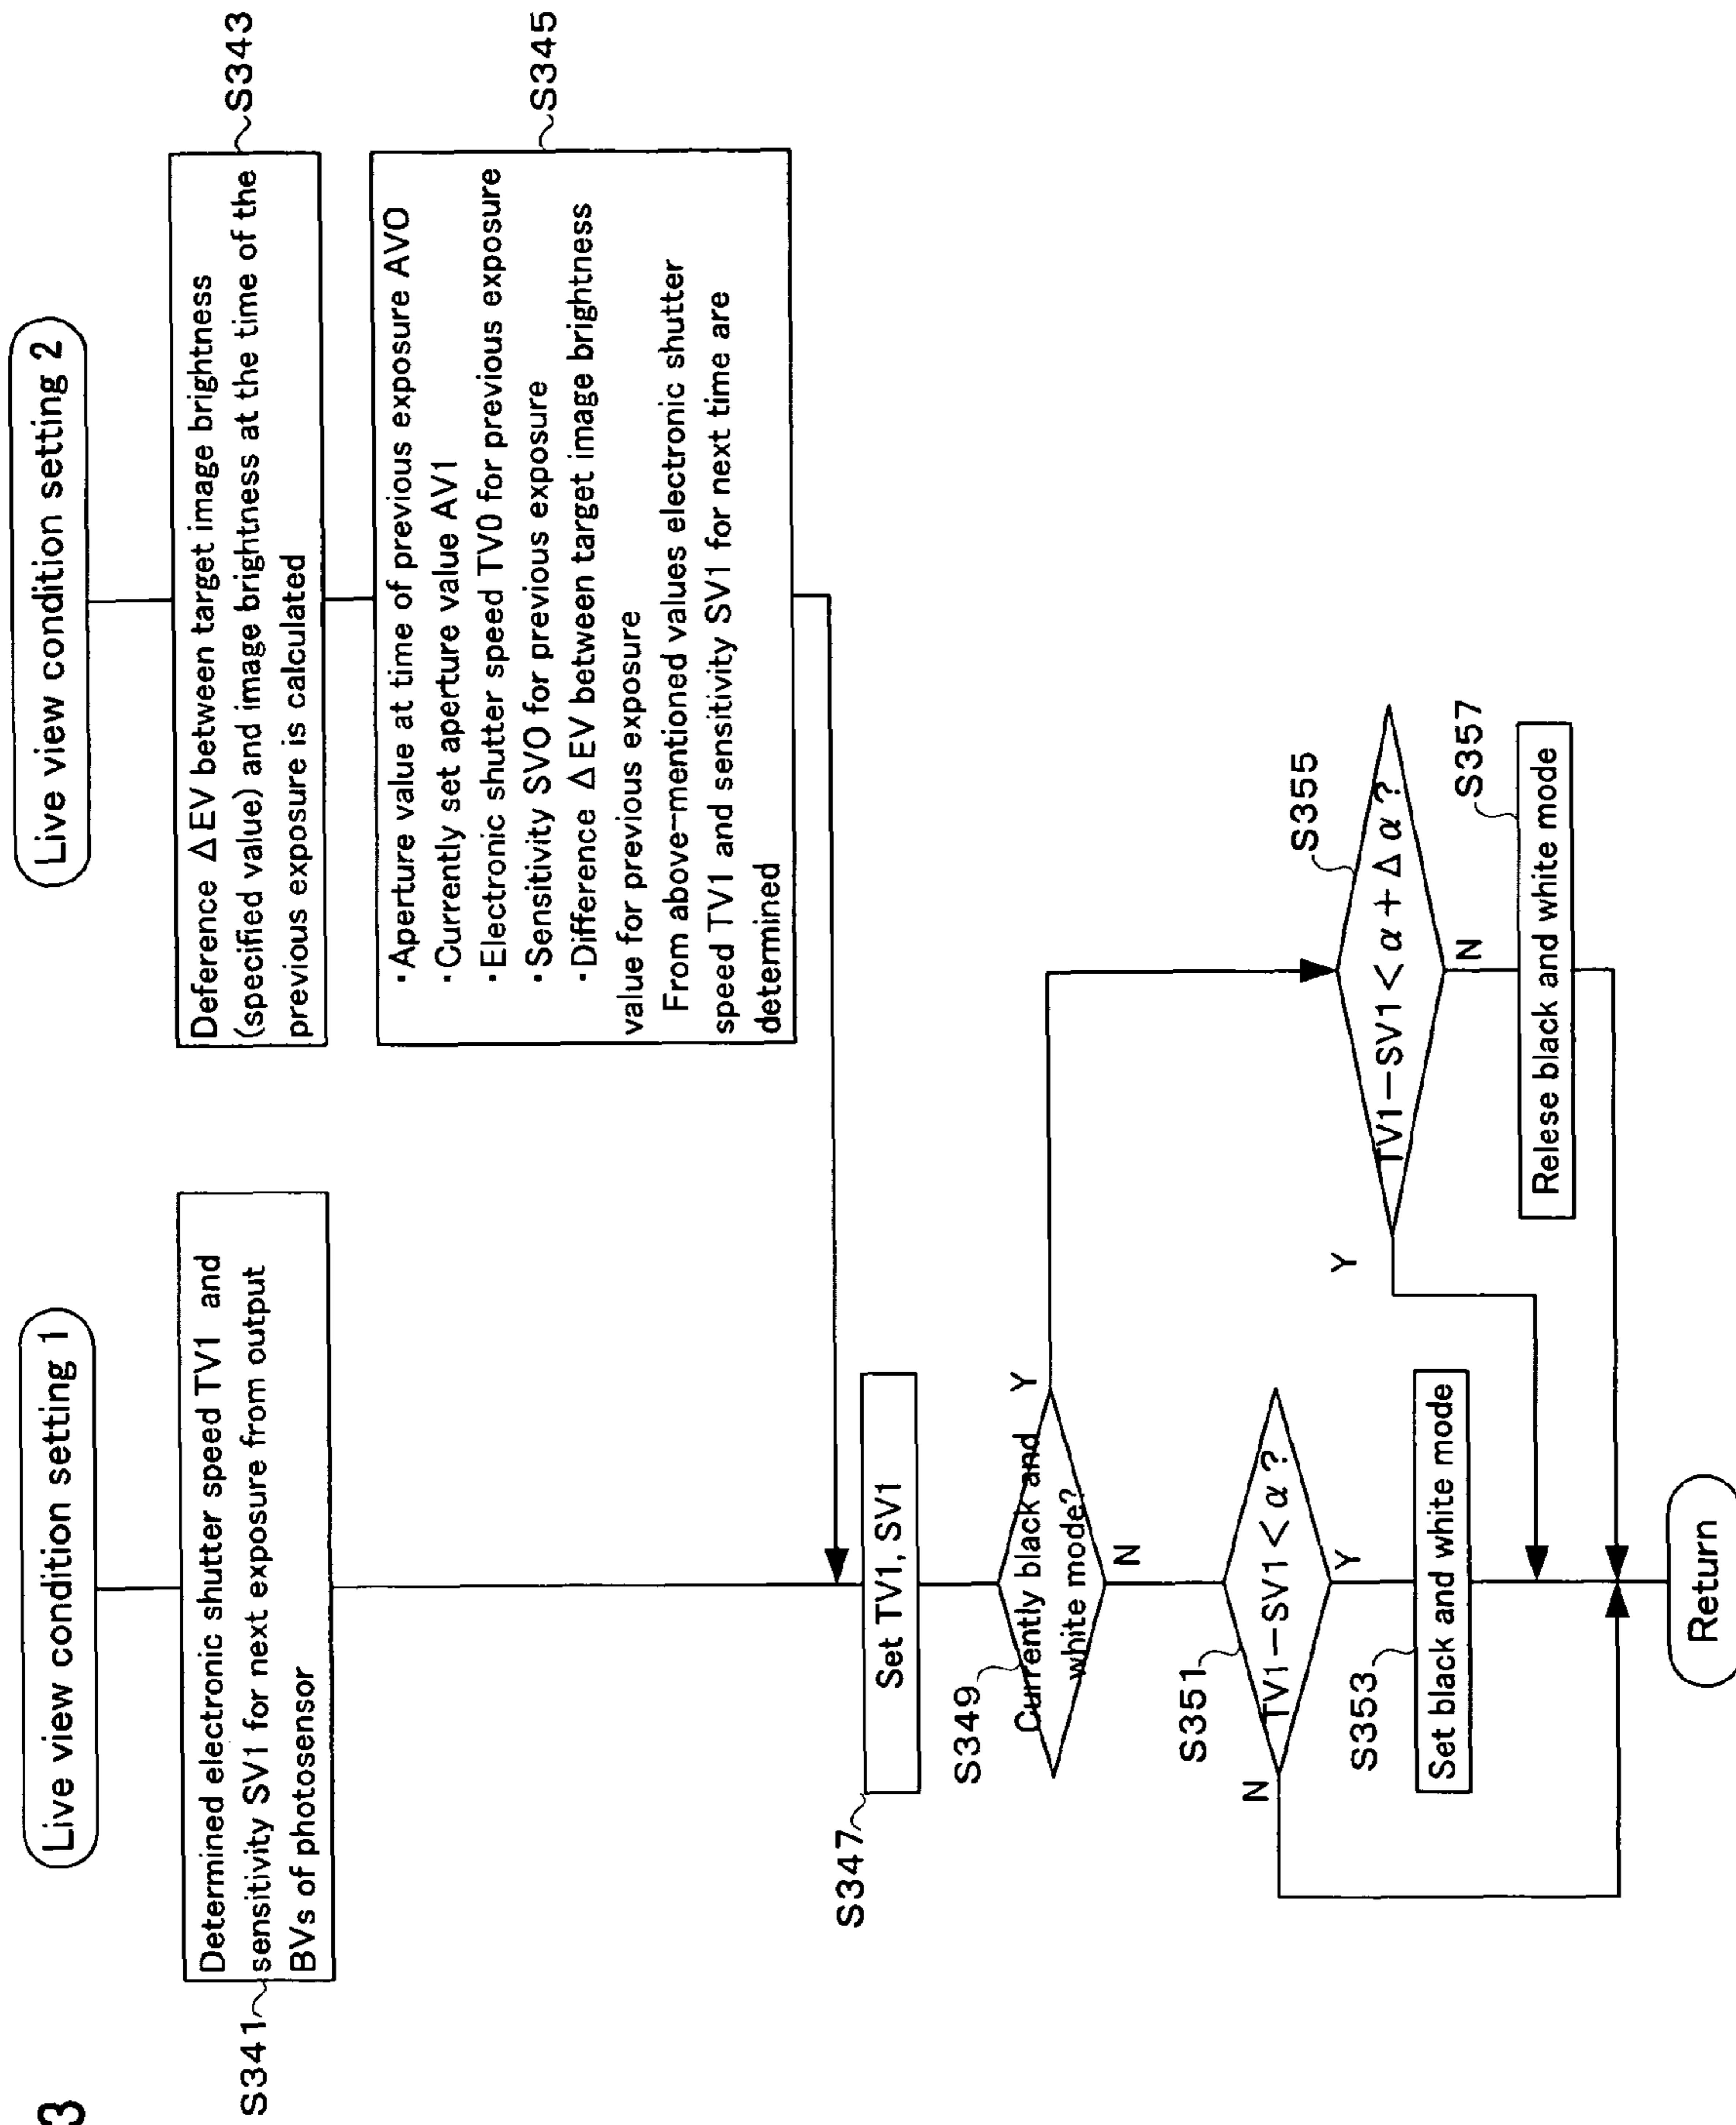 3
Live view condition setting 1
S341
Determined electronic shutter speed TV1 and
sensitivity SV1 for next exposure from output
BVs of photosensor
Live view condition setting 2
Deference ΔEV between target image brightness
(specified value) and image brightness at the time of the
previous exposure is calculated
S343
・Aperture value at time of previous exposure AVO
・Currently set aperture value AV1
・Electronic shutter speed TV0 for previous exposure
・Sensitivity SVO for previous exposure
・Difference ΔEV between target image brightness
value for previous exposure
From above-mentioned values electronic shutter
speed TV1 and sensitivity SV1 for next time are
determined
S345
S347
Set TV1, SV1
S349
Currently black and
white mode?
Y
N
S351
TV1－SV1＜α?
N
Y
S353
Set black and white mode
S355
TV1－SV1＜α＋Δα?
Y
N
S357
Relese black and white mode
Return